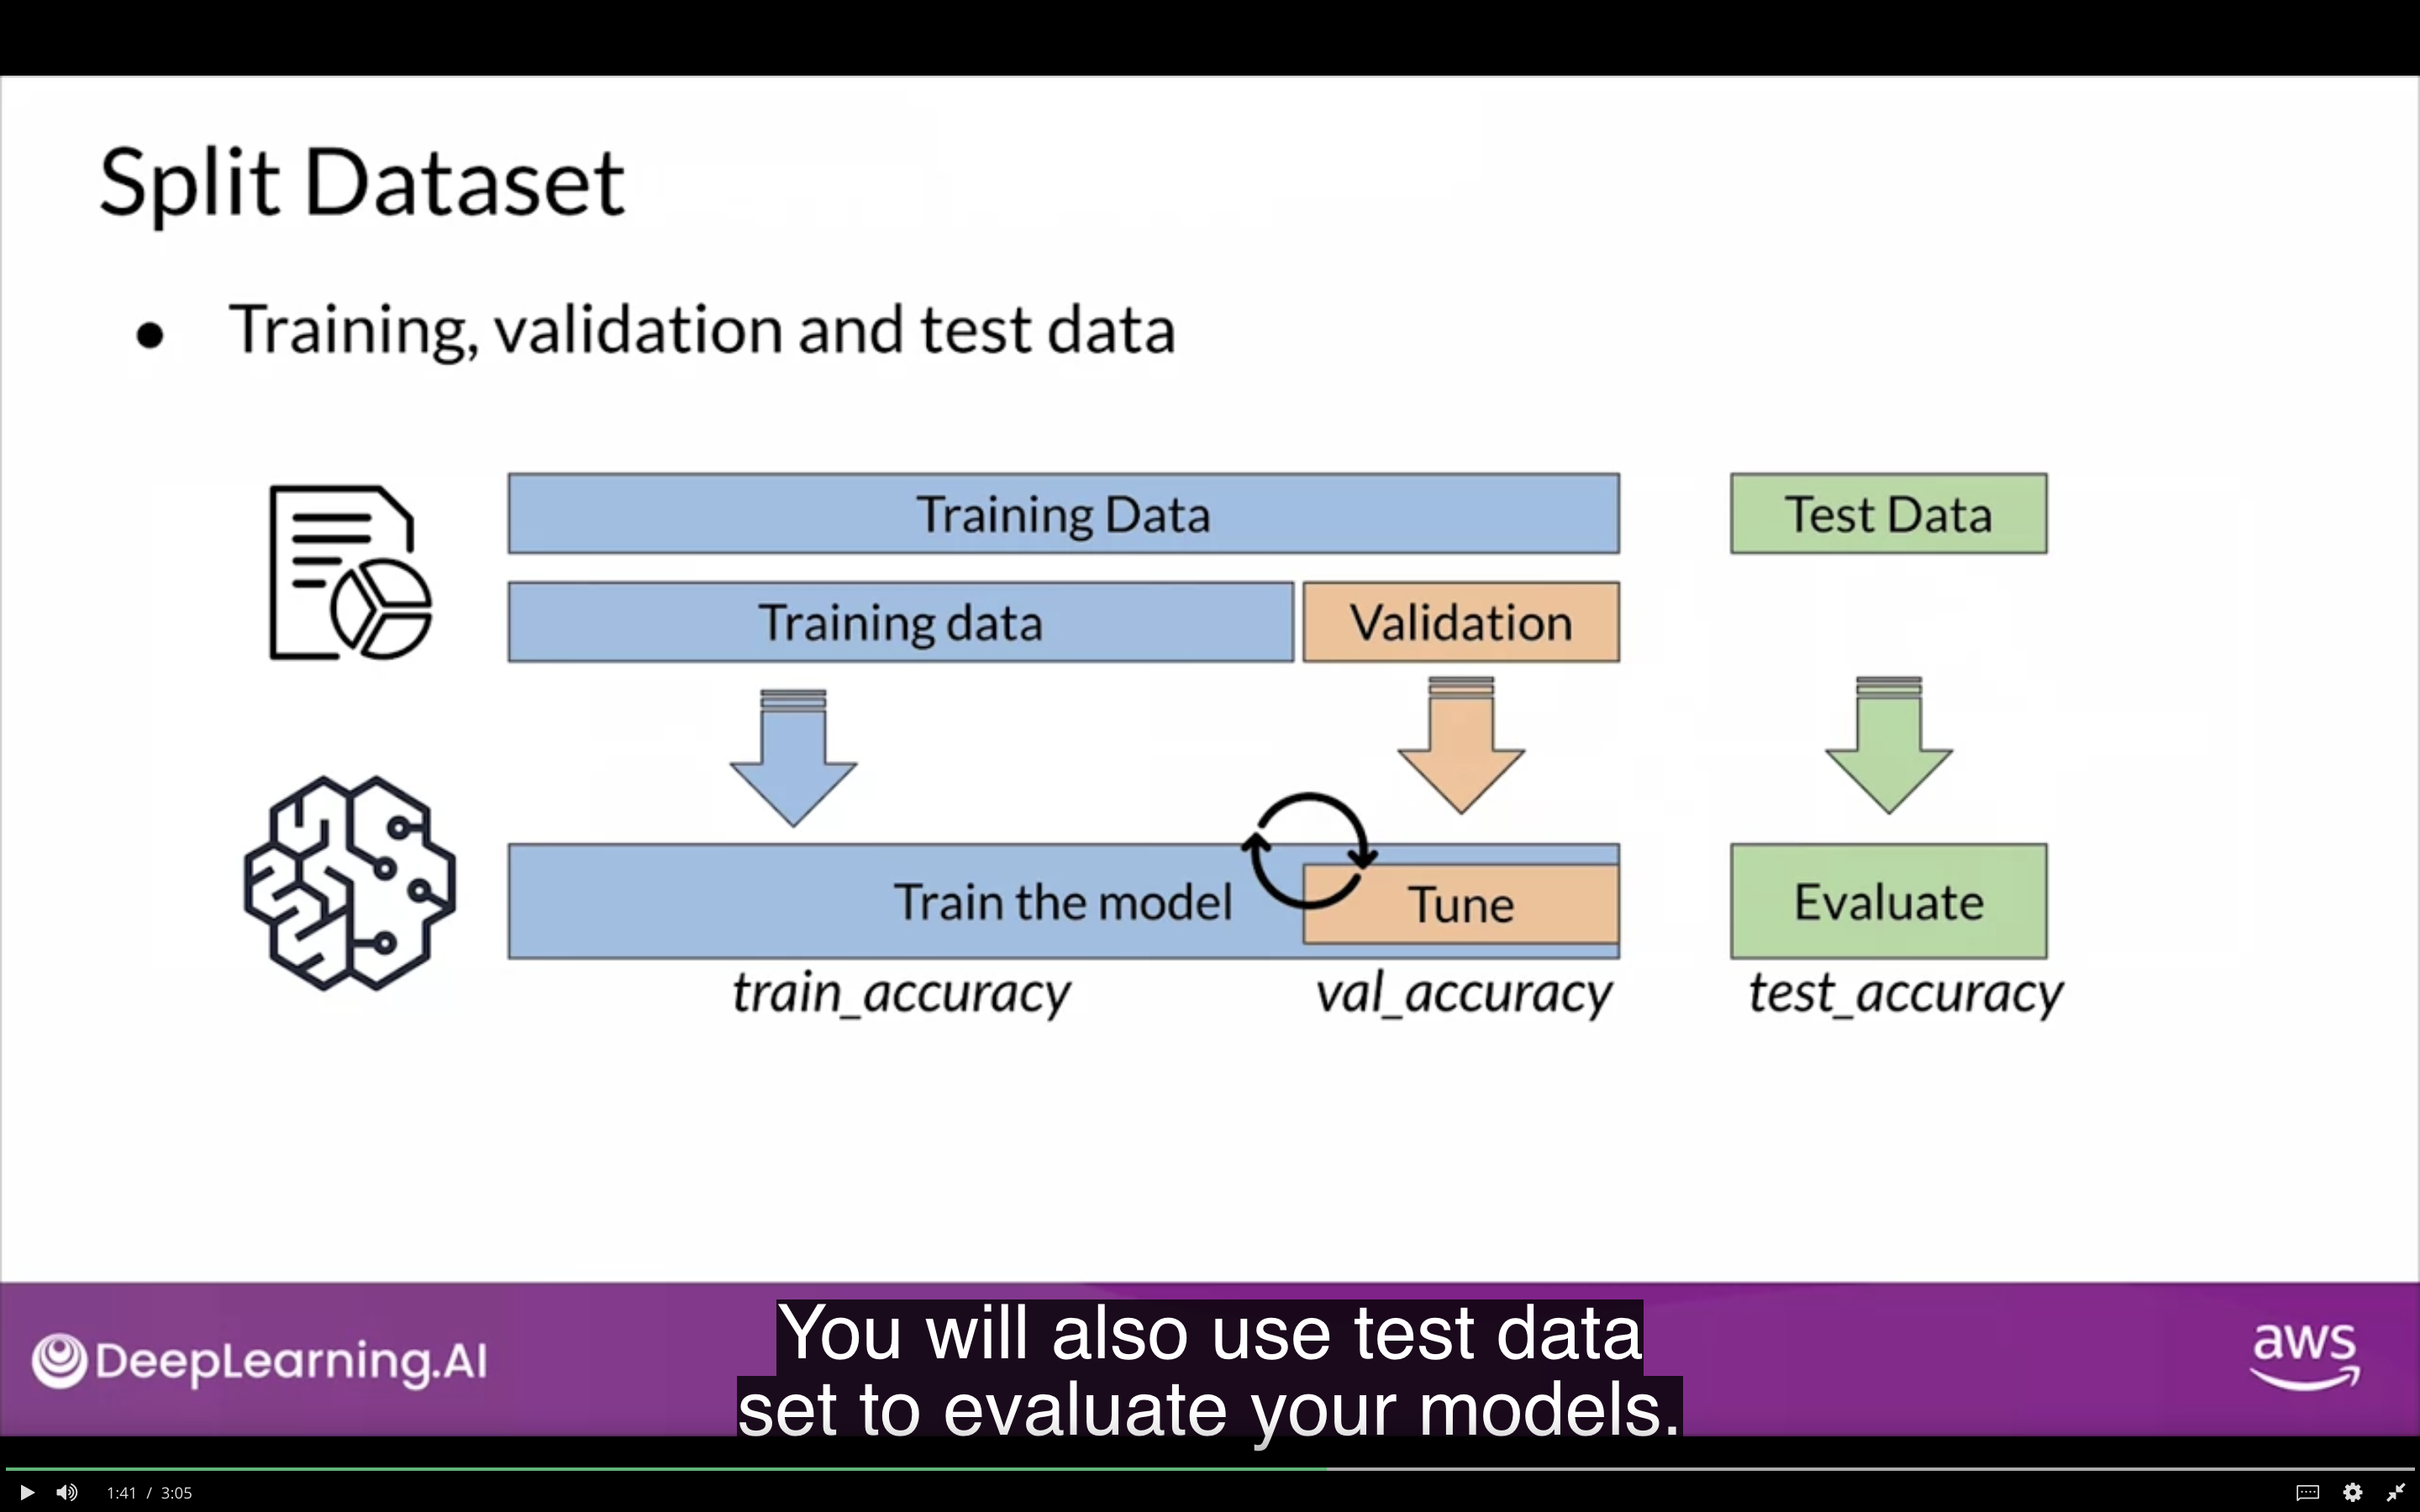 Split Dataset
● Training, validation and test data
Training Data
Test Data
Training data
Validation
Train the model
Tune
Evaluate
train_accuracy
val_accuracy
test_accuracy
DeepLearning.AI
You will also use test data
set to evaluate your models.
aws
1:41 / 3:05